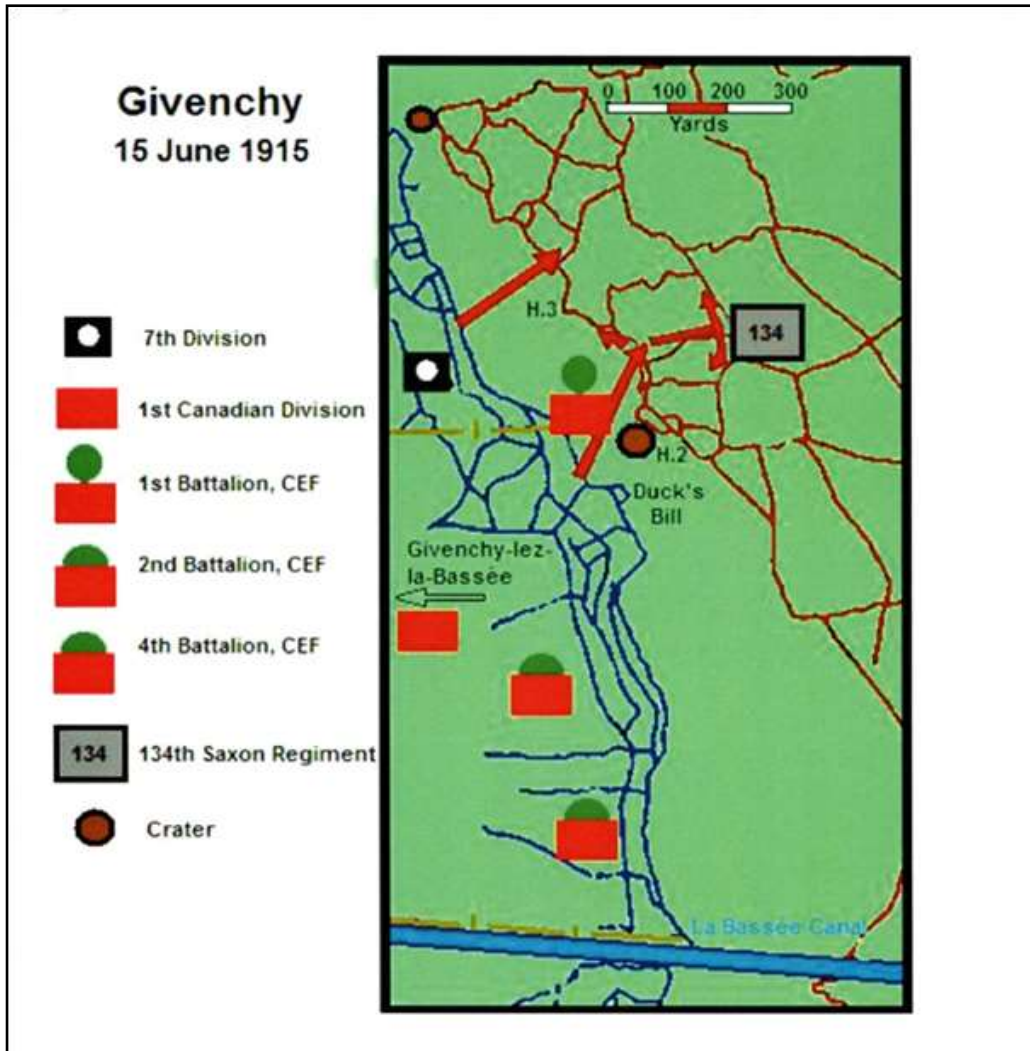 Givenchy
15 June 1915
7th Division
1st Canadian Division
1st Battalion, CEF
2nd Battalion, CEF
4th Battalion, CEF
134 134th Saxon Regiment
Crater
0 100 200 300
Yards
H.3
134
H.2
Duck's
Bill
Givenchy-lez-
la-Bassée
La Bassée Canal